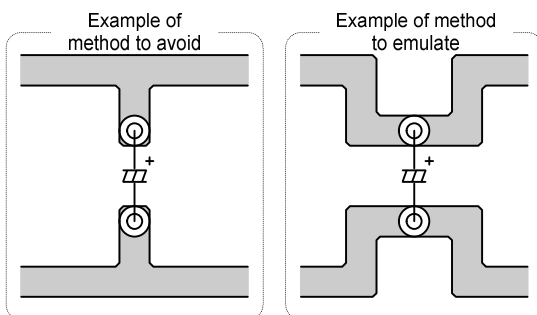 Example of
method to avoid
Example of method
to emulate
+
+